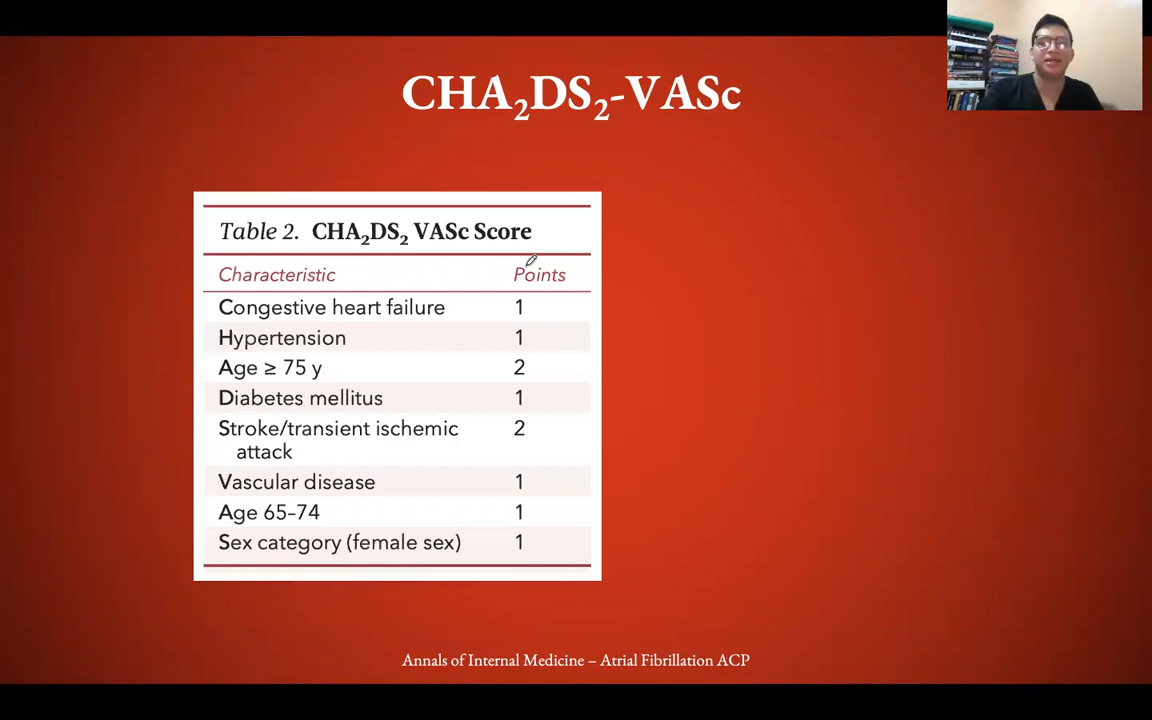 CHA₂DS₂-VASc
Table 2. CHA₂DS₂ VASc Score
Characteristic Points
Congestive heart failure 1
Hypertension 1
Age ≥ 75 y 2
Diabetes mellitus 1
Stroke/transient ischemic 2
attack
Vascular disease 1
Age 65–74 1
Sex category (female sex) 1
Annals of Internal Medicine – Atrial Fibrillation ACP